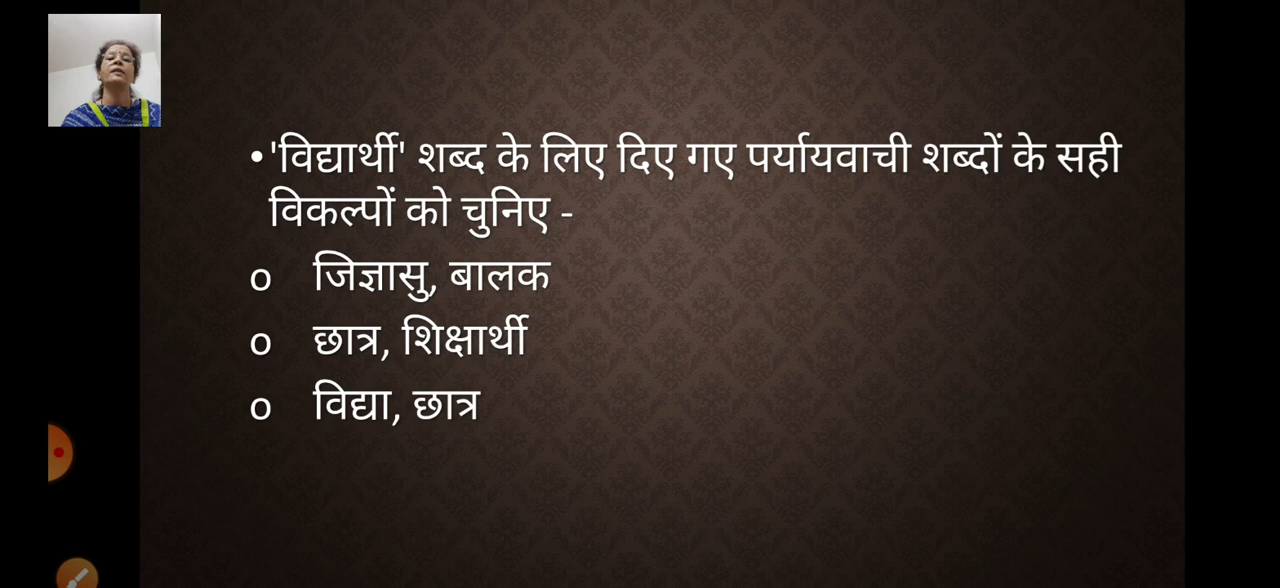 •'विद्यार्थी' शब्द के लिए दिए गए पर्यायवाची शब्दों के सही
विकल्पों को चुनिए -
o जिज्ञासु, बालक
o छात्र, शिक्षार्थी
o विद्या, छात्र